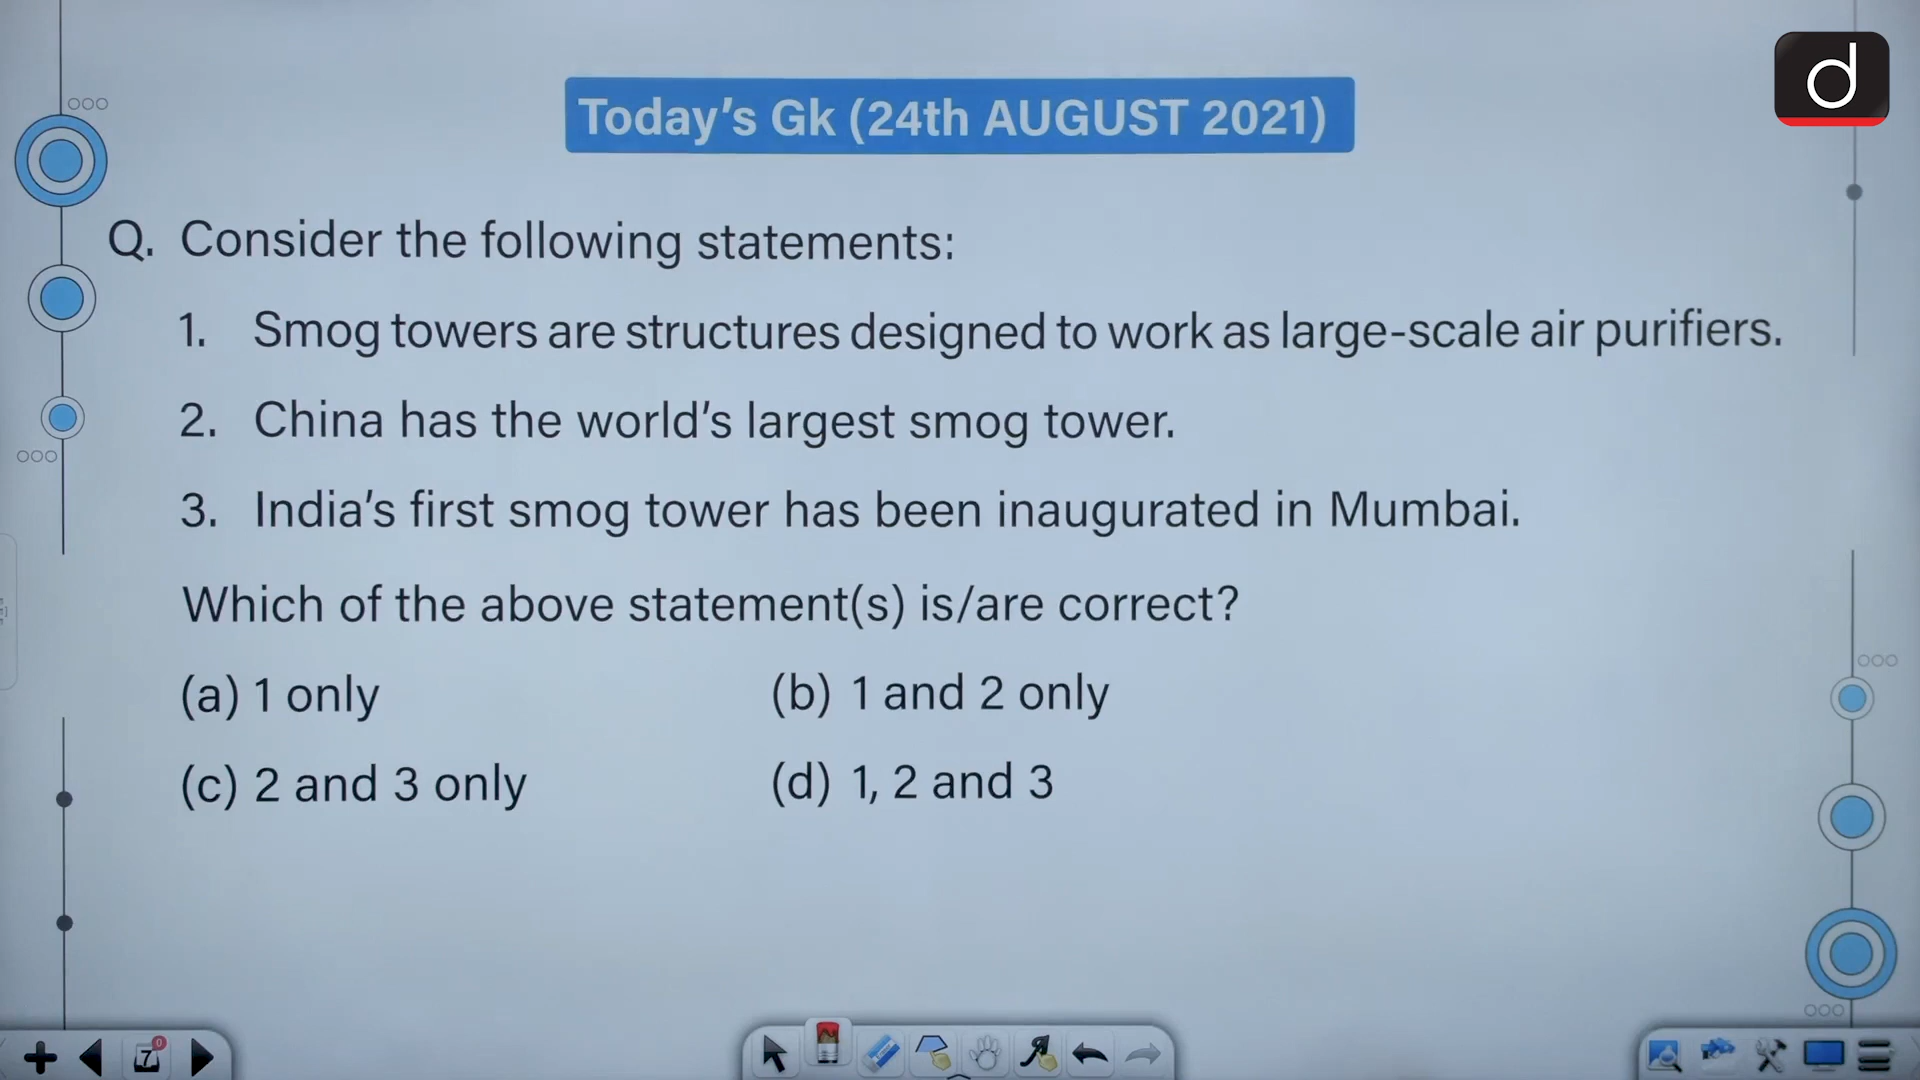 d
Today's Gk (24th AUGUST 2021)
Q. Consider the following statements:
1. Smog towers are structures designed to work as large-scale air purifiers.
2. China has the world's largest smog tower.
3. India's first smog tower has been inaugurated in Mumbai.
Which of the above statement(s) is/are correct?
(a) 1 only (b) 1 and 2 only
(c) 2 and 3 only (d) 1, 2 and 3
7 0